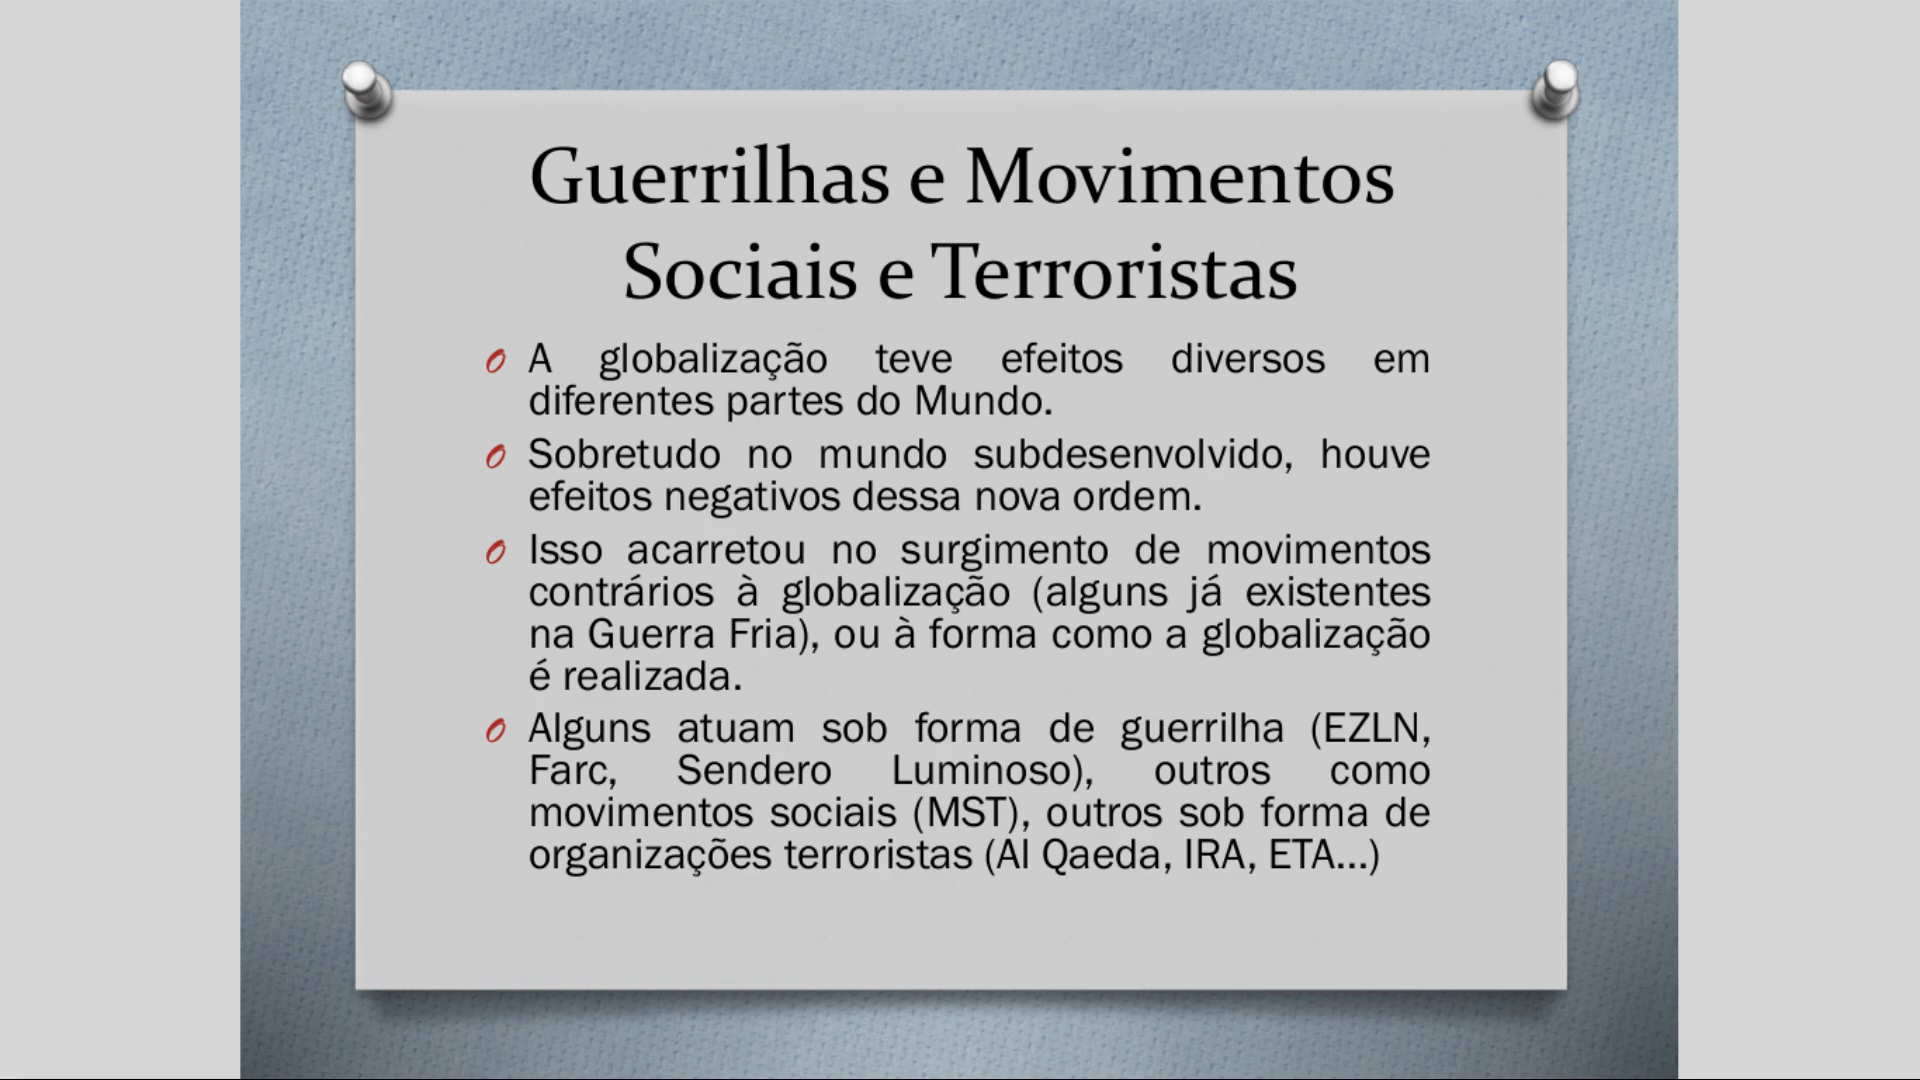 Guerrilhas e Movimentos
Sociais e Terroristas
A globalização teve efeitos diversos em
diferentes partes do Mundo.
Sobretudo no mundo subdesenvolvido, houve
efeitos negativos dessa nova ordem.
Isso acarretou no surgimento de movimentos
contrários à globalização (alguns já existentes
na Guerra Fria), ou à forma como a globalização
é realizada.
Alguns atuam sob forma de guerrilha (EZLN,
Farc, Sendero Luminoso), outros como
movimentos sociais (MST), outros sob forma de
organizações terroristas (Al Qaeda, IRA, ETA...)